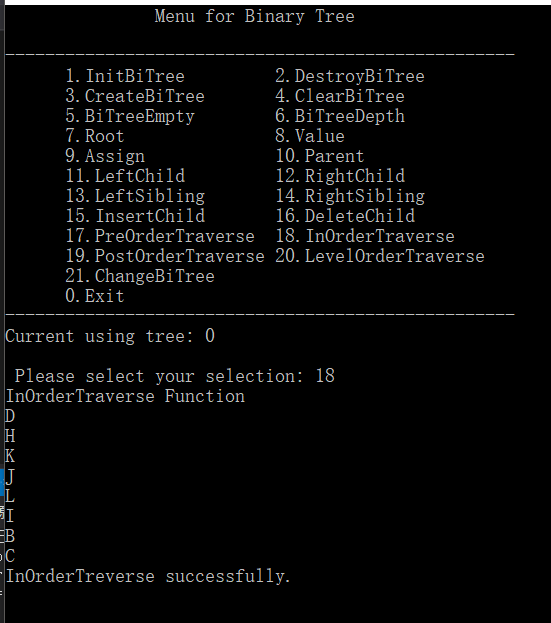 Menu for Binary Tree
---------------------------------------------------
1.InitBiTree 2.DestroyBiTree
3.CreateBiTree 4.ClearBiTree
5.BiTreeEmpty 6.BiTreeDepth
7.Root 8.Value
9.Assign 10.Parent
11.LeftChild 12.RightChild
13.LeftSibling 14.RightSibling
15.InsertChild 16.DeleteChild
17.PreOrderTraverse 18.InOrderTraverse
19.PostOrderTraverse 20.LevelOrderTraverse
21.ChangeBiTree
0.Exit
---------------------------------------------------
Current using tree: 0
Please select your selection: 18
InOrderTraverse Function
D
H
K
J
L
I
B
C
InOrderTreverse successfully.